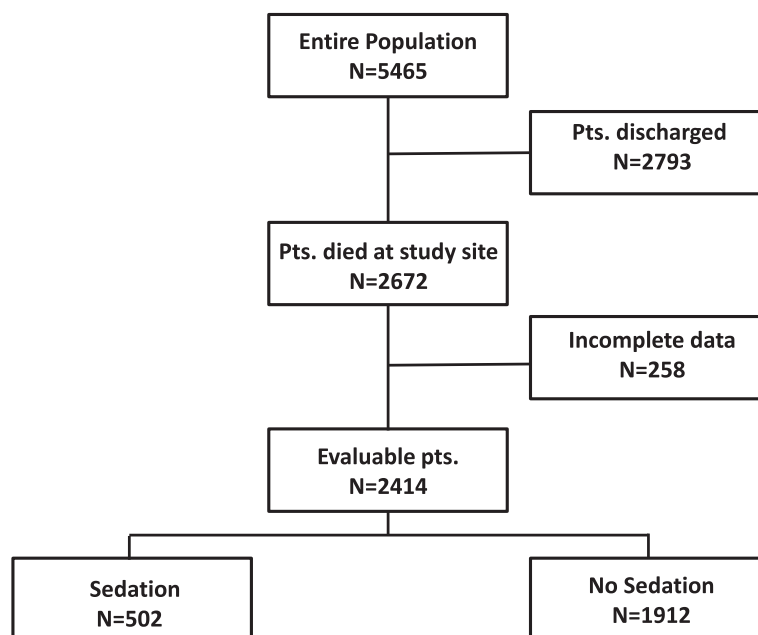 Entire Population
N=5465
Pts. discharged
N=2793
Pts. died at study site
N=2672
Incomplete data
N=258
Evaluable pts.
N=2414
Sedation
N=502
No Sedation
N=1912